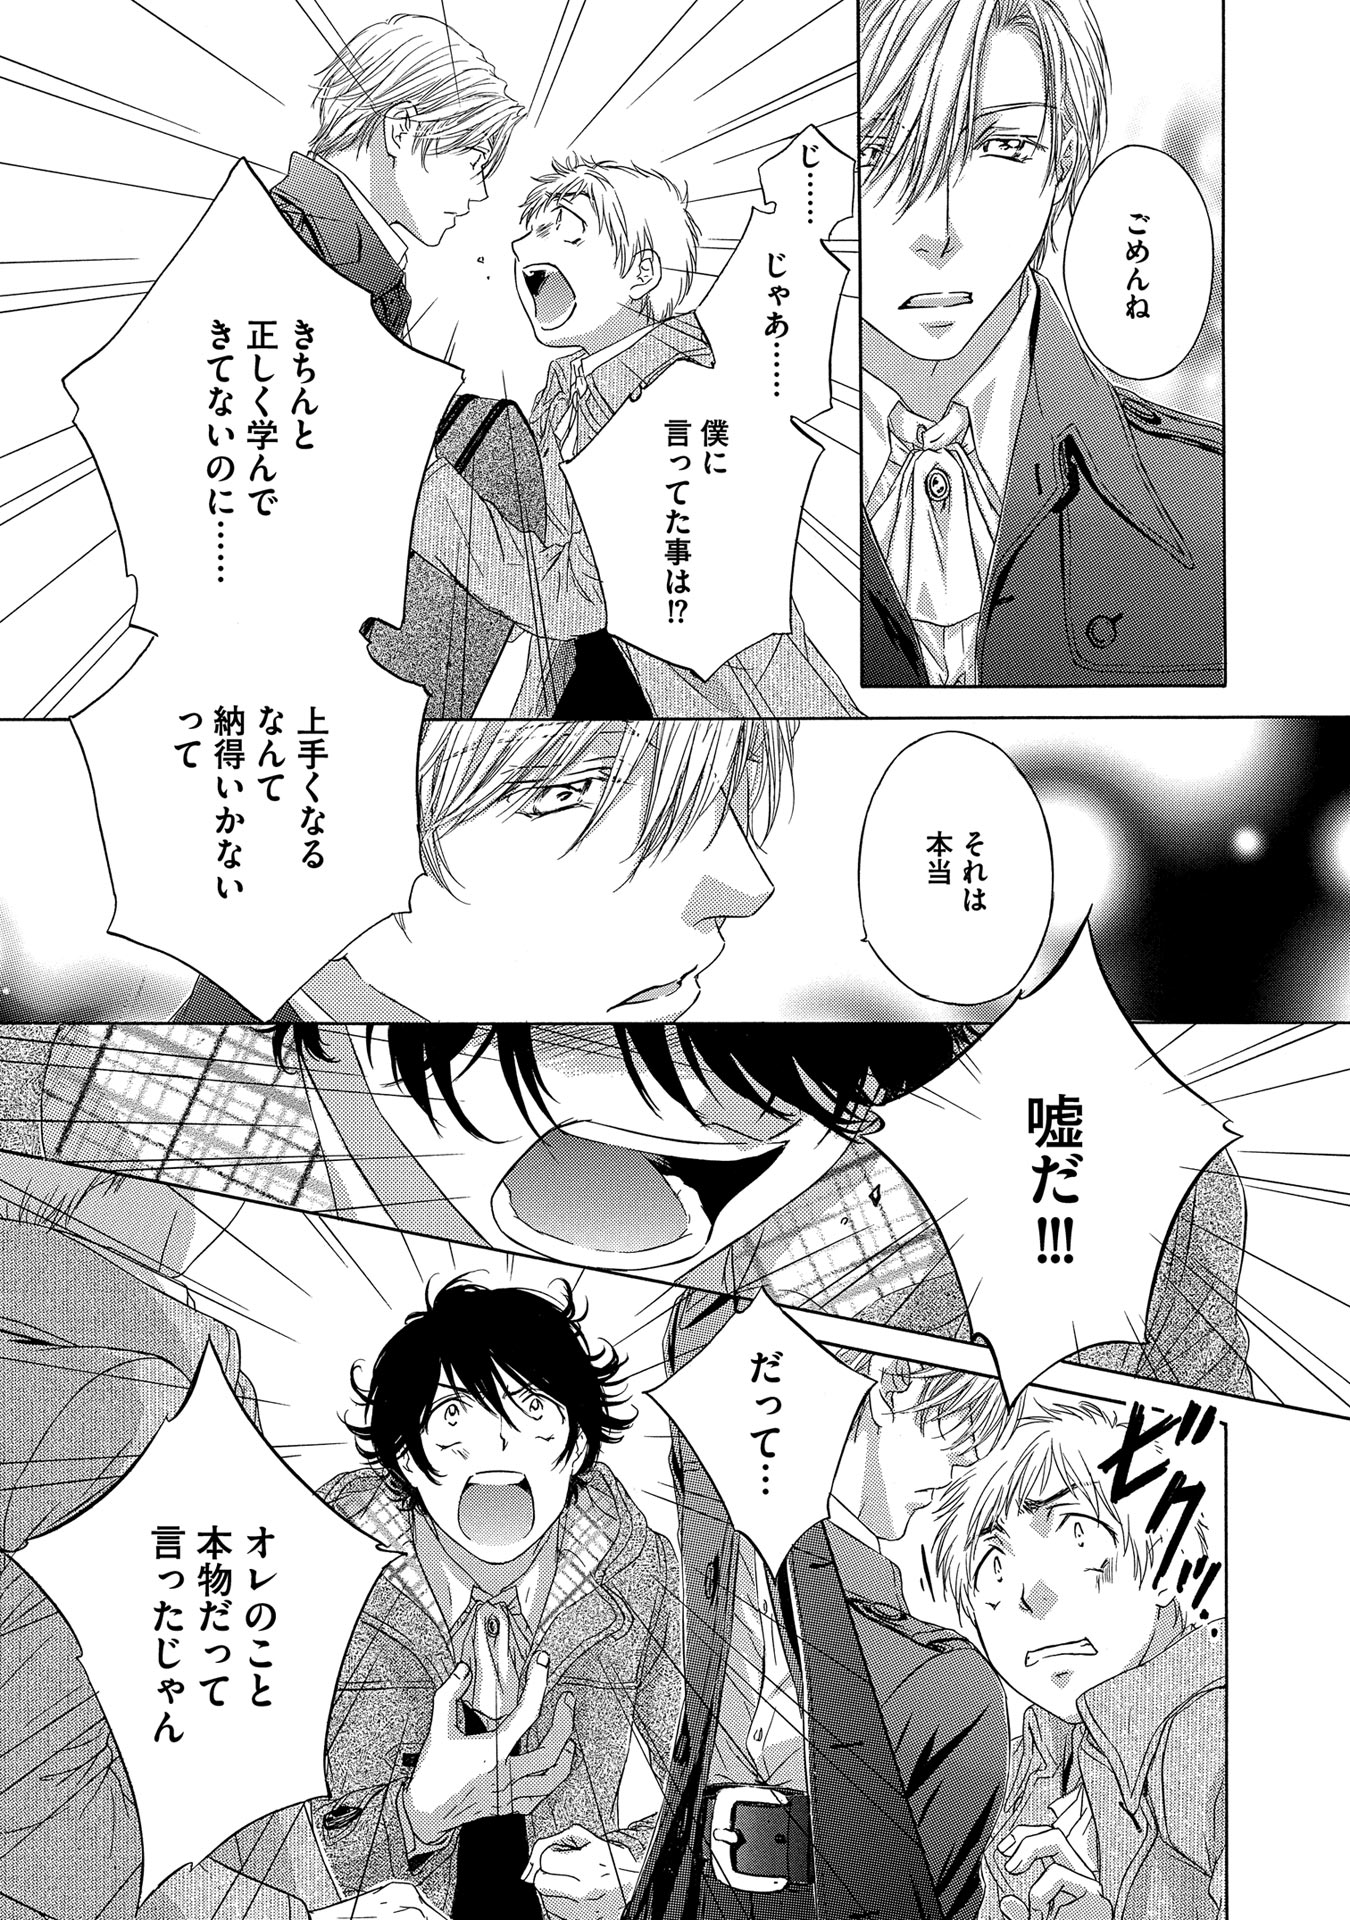 ごめんね
じ……
じゃあ……
僕に
言ってた事は!?
きちんと
正しく学んで
きてないのに……
上手くなる
なんて
納得いかない
って
それは
本当
嘘だ!!!
ビクッ
だって…
オレのこと
本物だって
言ったじゃん